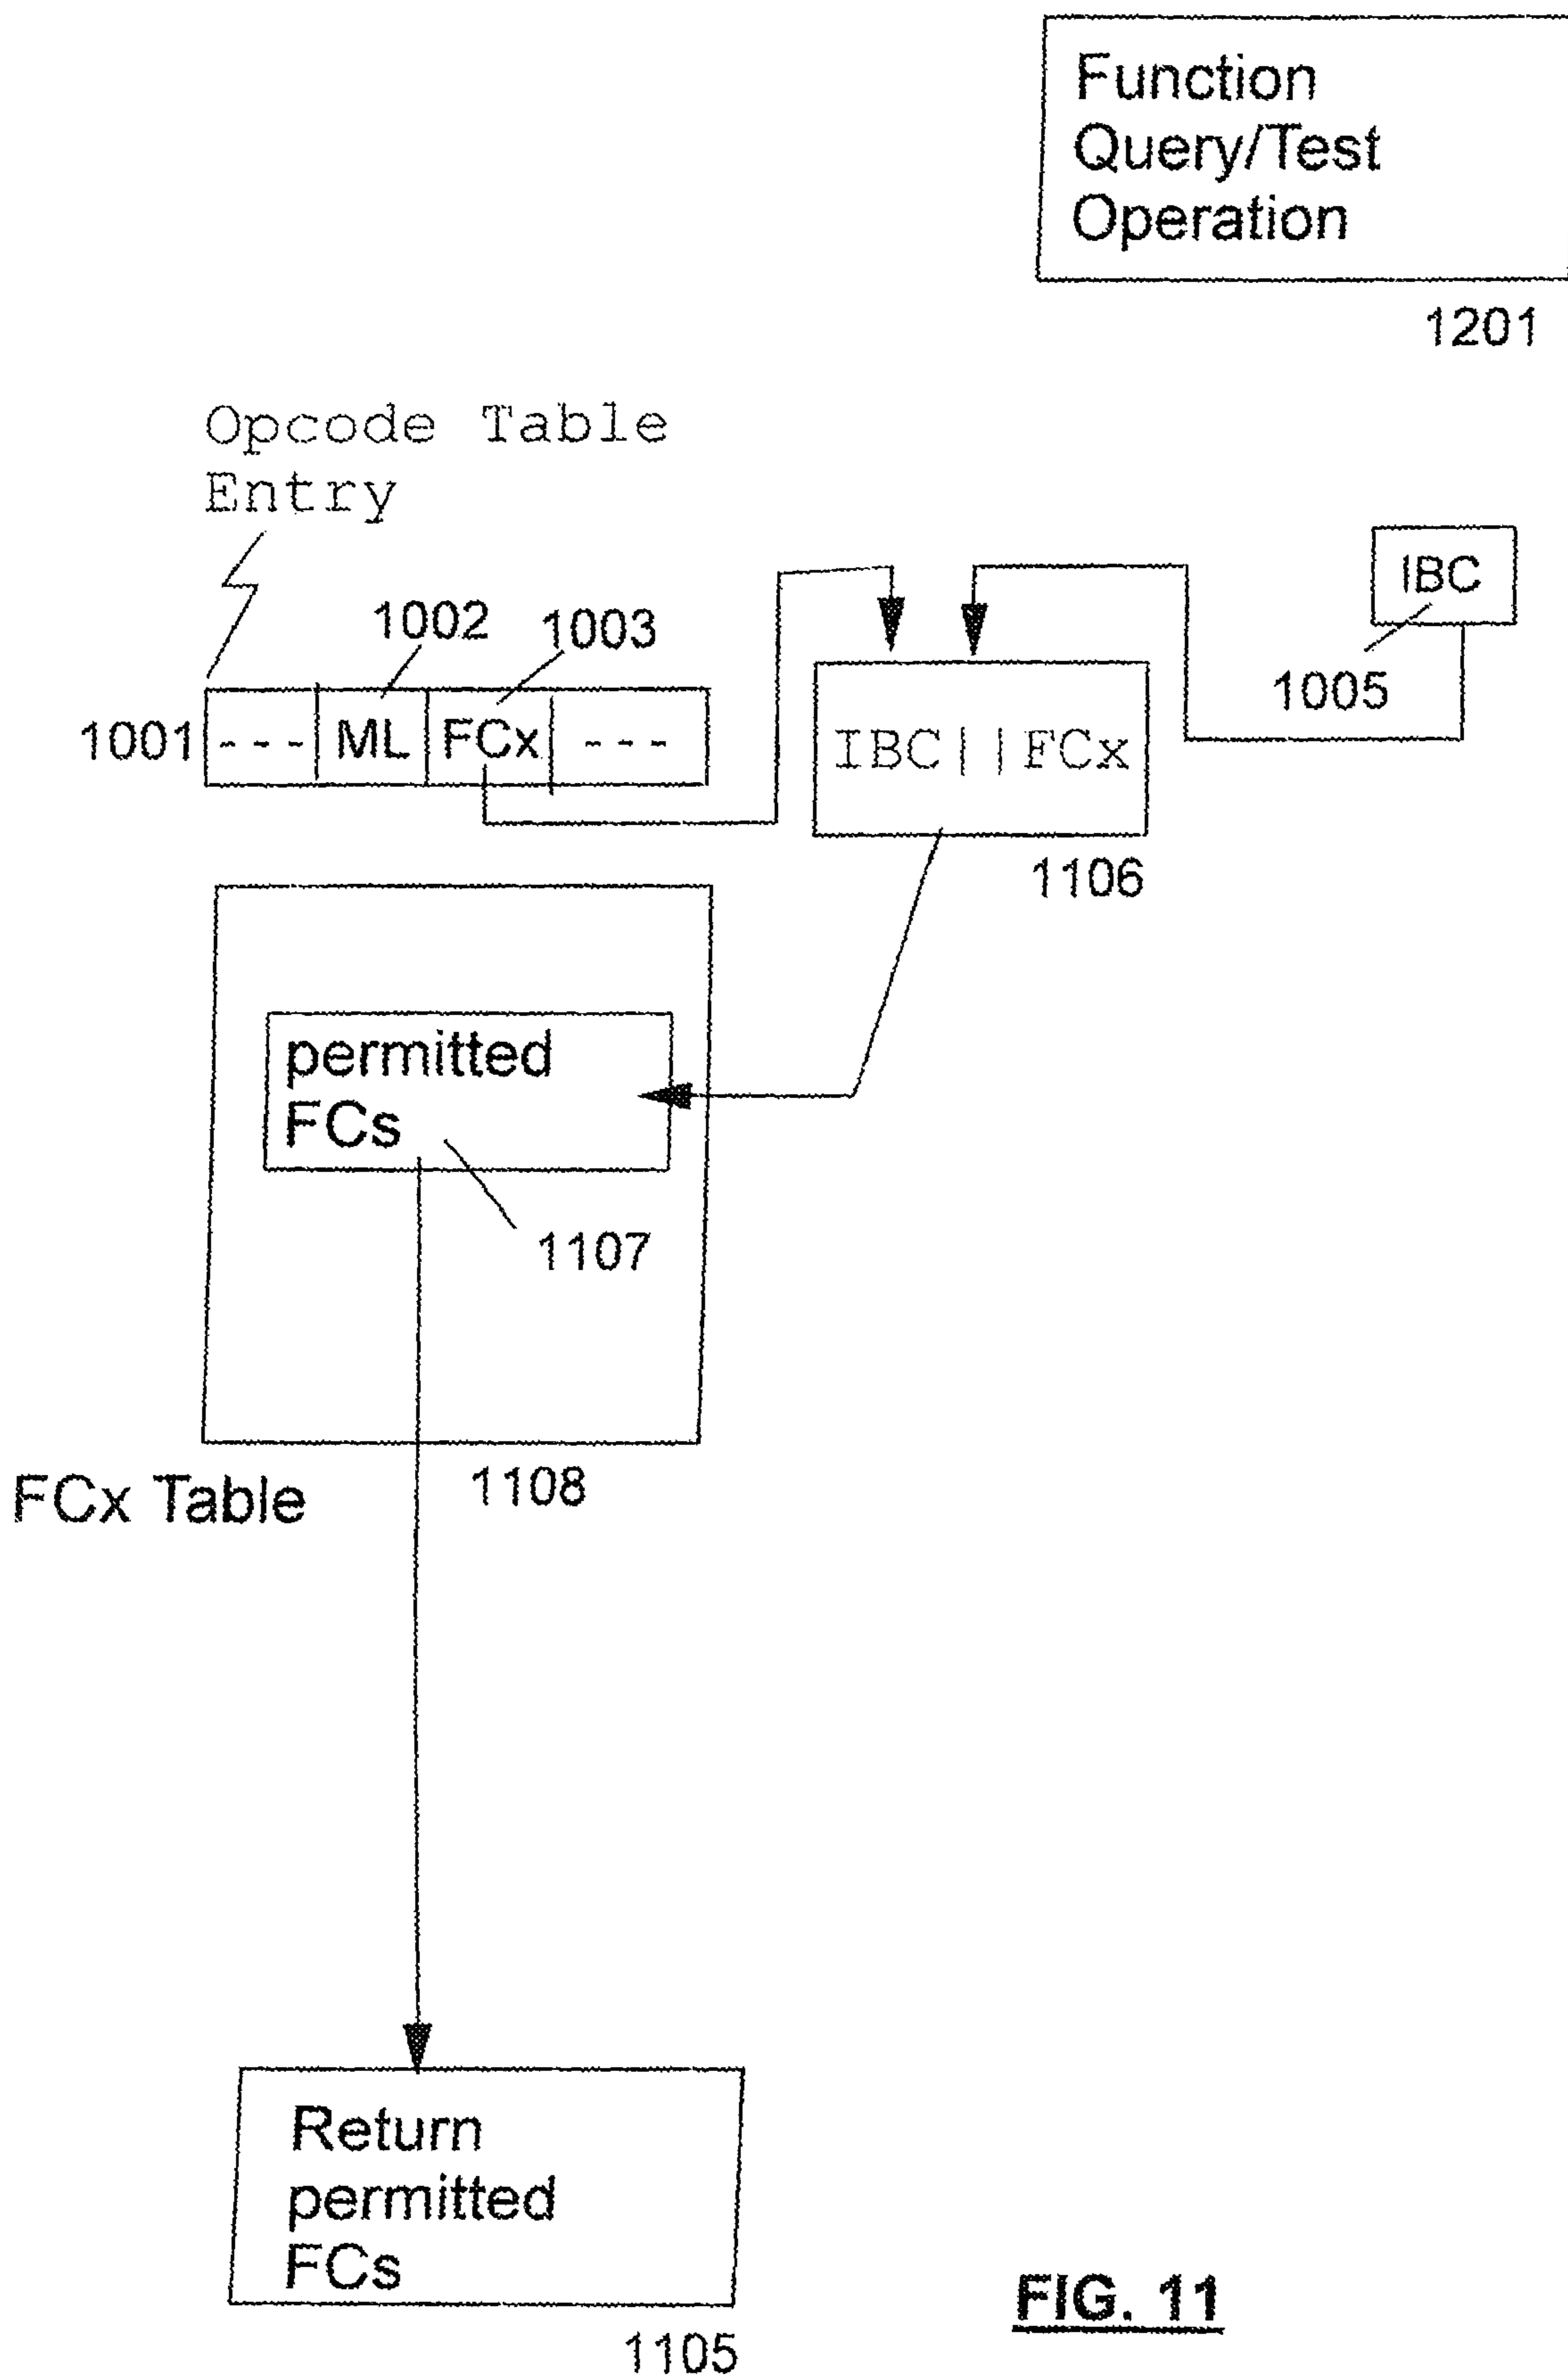 Function
Query/Test
Operation
1201
Opcode Table
Entry
1002
1003
IBC
1005
1001
--- ML FCx ---
IBC||FCx
1106
permitted
FCs
1107
FCx Table
1108
Return
permitted
FCs
1105
FIG. 11